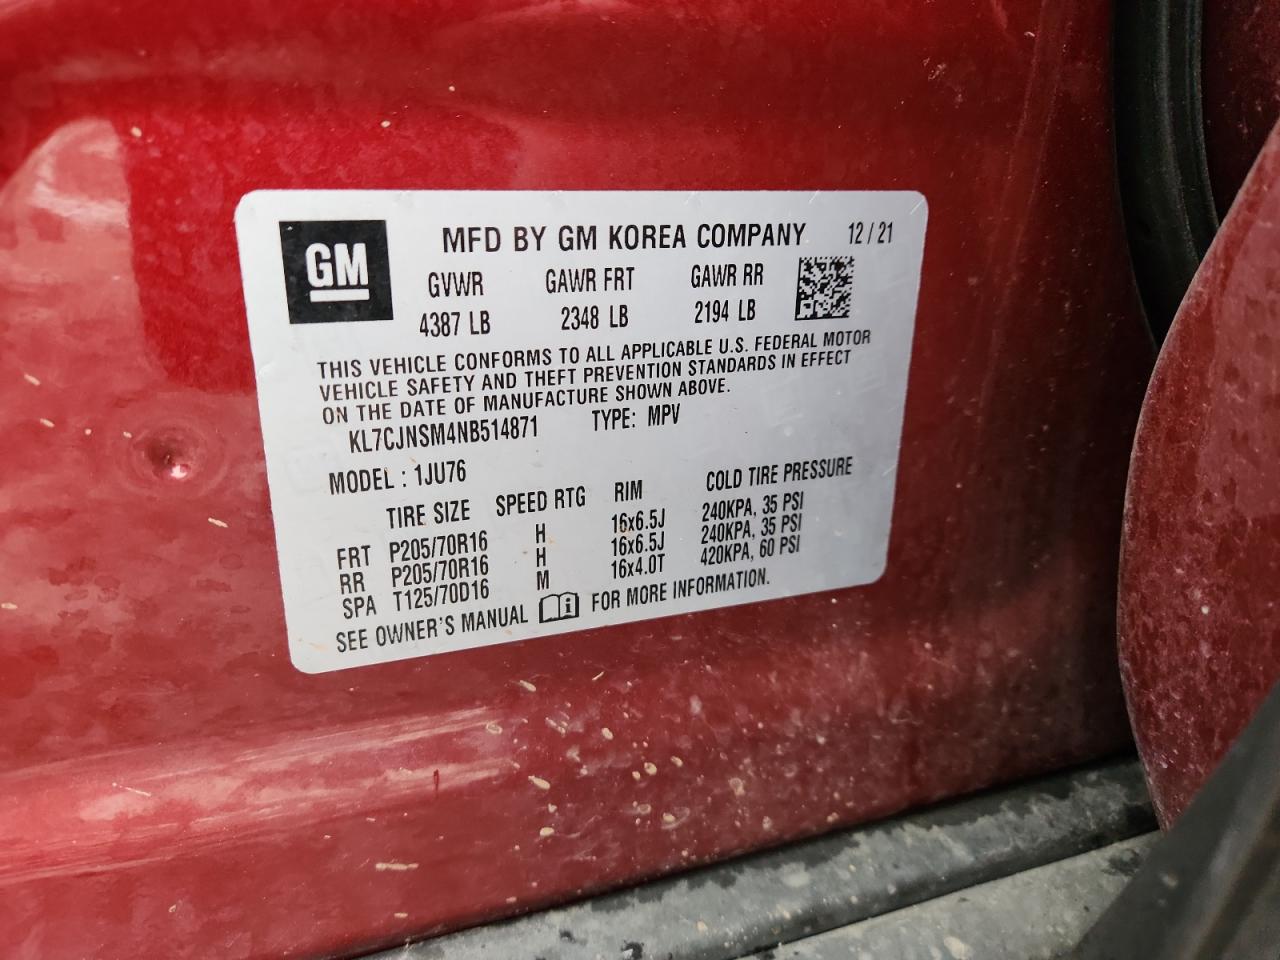 GM
MFD BY GM KOREA COMPANY 12 / 21
GVWR GAWR FRT GAWR RR
4387 LB 2348 LB 2194 LB
THIS VEHICLE CONFORMS TO ALL APPLICABLE U.S. FEDERAL MOTOR
VEHICLE SAFETY AND THEFT PREVENTION STANDARDS IN EFFECT
ON THE DATE OF MANUFACTURE SHOWN ABOVE.
KL7CJNSM4NB514871 TYPE: MPV
MODEL : 1JU76
TIRE SIZE SPEED RTG RIM COLD TIRE PRESSURE
FRT P205/70R16 H 16x6.5J 240KPA, 35 PSI
RR P205/70R16 H 16x6.5J 240KPA, 35 PSI
SPA T125/70D16 M 16x4.0T 420KPA, 60 PSI
SEE OWNER'S MANUAL FOR MORE INFORMATION.